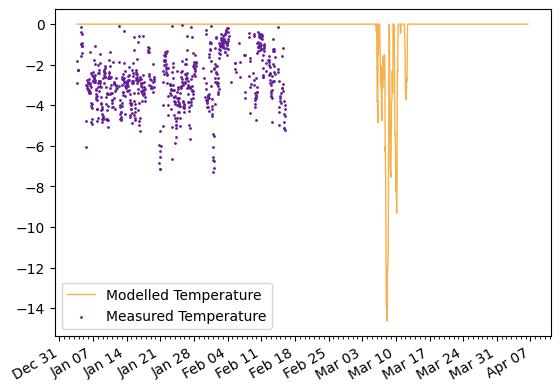 0
−2
−4
−6
−8
−10
−12
−14
Modelled Temperature
Measured Temperature
Dec 31
Jan 07
Jan 14
Jan 21
Jan 28
Feb 04
Feb 11
Feb 18
Feb 25
Mar 03
Mar 10
Mar 17
Mar 24
Mar 31
Apr 07